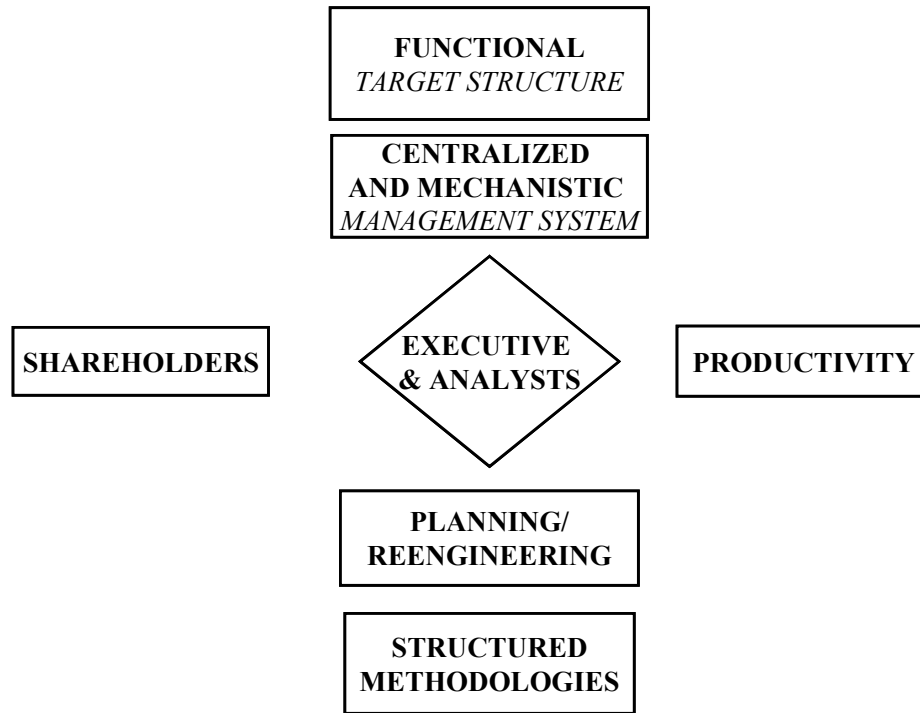 FUNCTIONAL
TARGET STRUCTURE
CENTRALIZED
AND MECHANISTIC
MANAGEMENT SYSTEM
SHAREHOLDERS
EXECUTIVE
& ANALYSTS
PRODUCTIVITY
PLANNING/
REENGINEERING
STRUCTURED
METHODOLOGIES